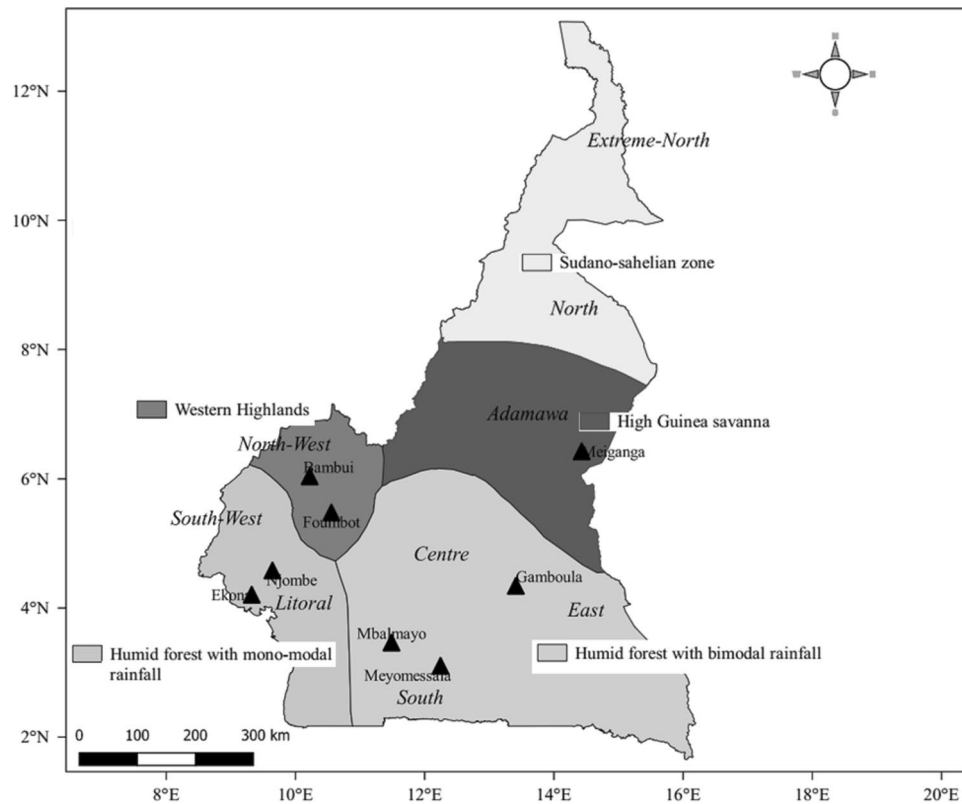 12°N
Extreme-North
10°N
Sudano-sahelian zone
North
8°N
Western Highlands
Adamawa
High Guinea savanna
North-West
Meiganga
6°N
Bambui
South-West
Foumbot
Centre
Njombe
Gamboula
Ekona
Litoral
East
4°N
Mbalmayo
Humid forest with mono-modal
rainfall
Humid forest with bimodal rainfall
Meyomessala
South
2°N
0 100 200 300 km
8°E 10°E 12°E 14°E 16°E 18°E 20°E